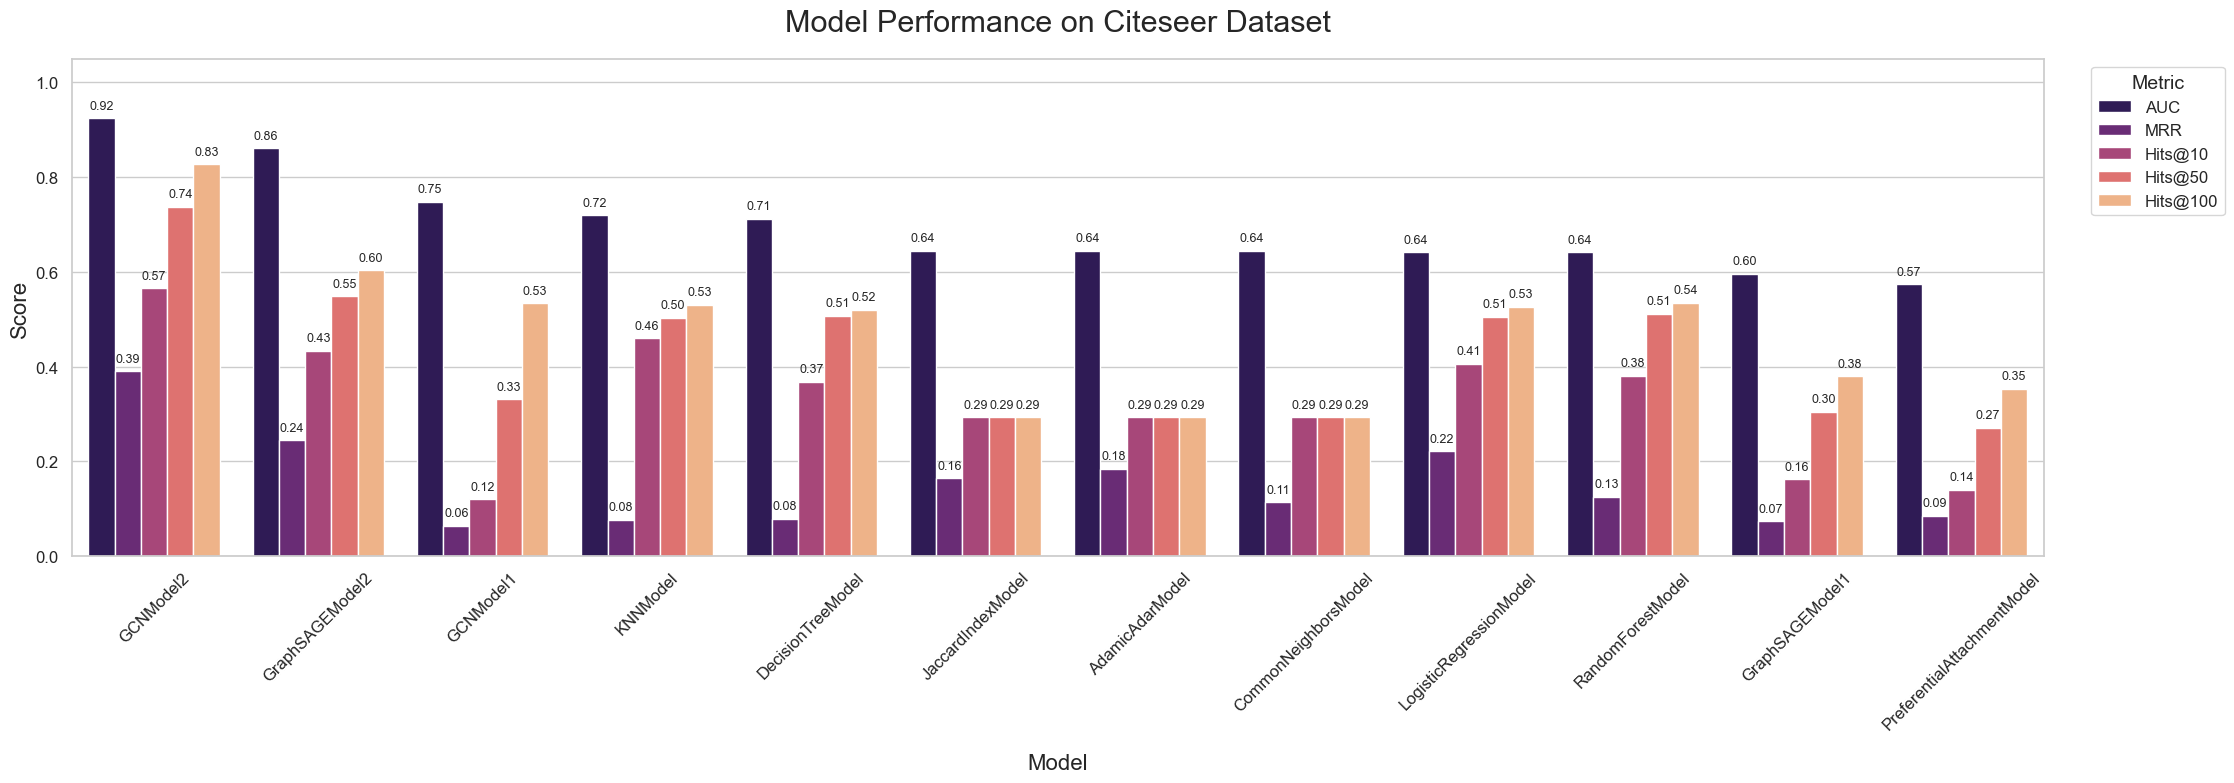 Model Performance on Citeseer Dataset
Score
1.0
0.8
0.6
0.4
0.2
0.0
0.92 0.39 0.57 0.74 0.83
0.86 0.24 0.43 0.55 0.60
0.75 0.06 0.12 0.33 0.53
0.72 0.08 0.46 0.50 0.53
0.71 0.08 0.37 0.51 0.52
0.64 0.16 0.29 0.29 0.29
0.64 0.18 0.29 0.29 0.29
0.64 0.11 0.29 0.29 0.29
0.64 0.22 0.41 0.51 0.53
0.64 0.13 0.38 0.51 0.54
0.60 0.07 0.16 0.30 0.38
0.57 0.09 0.14 0.27 0.35
GCNModel2
GraphSAGEModel2
GCNModel1
KNNModel
DecisionTreeModel
JaccardIndexModel
AdamicAdarModel
CommonNeighborsModel
LogisticRegressionModel
RandomForestModel
GraphSAGEModel1
PreferentialAttachmentModel
Model
Metric
AUC
MRR
Hits@10
Hits@50
Hits@100